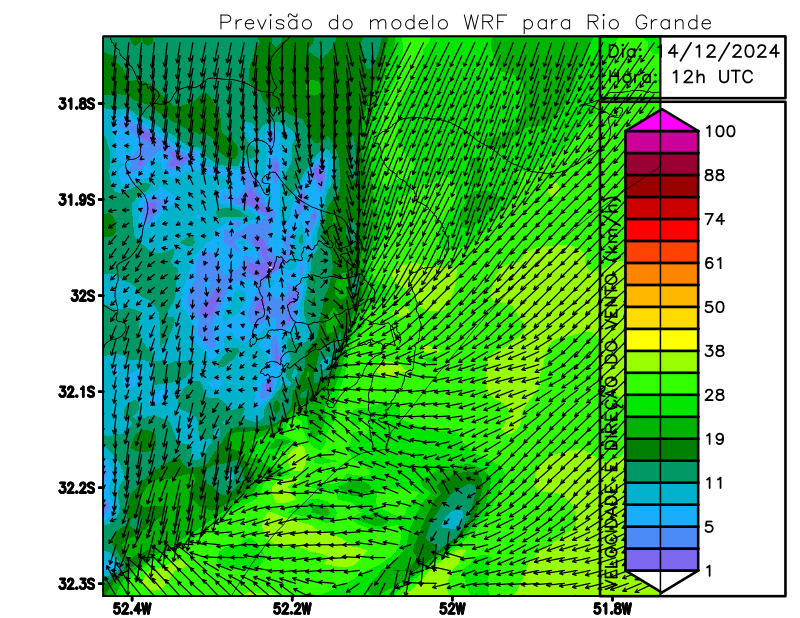 Previsão do modelo WRF para Rio Grande
Dia: 14/12/2024
Hora: 12h UTC
31.8S
31.9S
32S
32.1S
32.2S
32.3S
52.4W
52.2W
52W
51.8W
VELOCIDADE E DIREÇÃO DO VENTO (km/h)
100
88
74
61
50
38
28
19
11
5
1